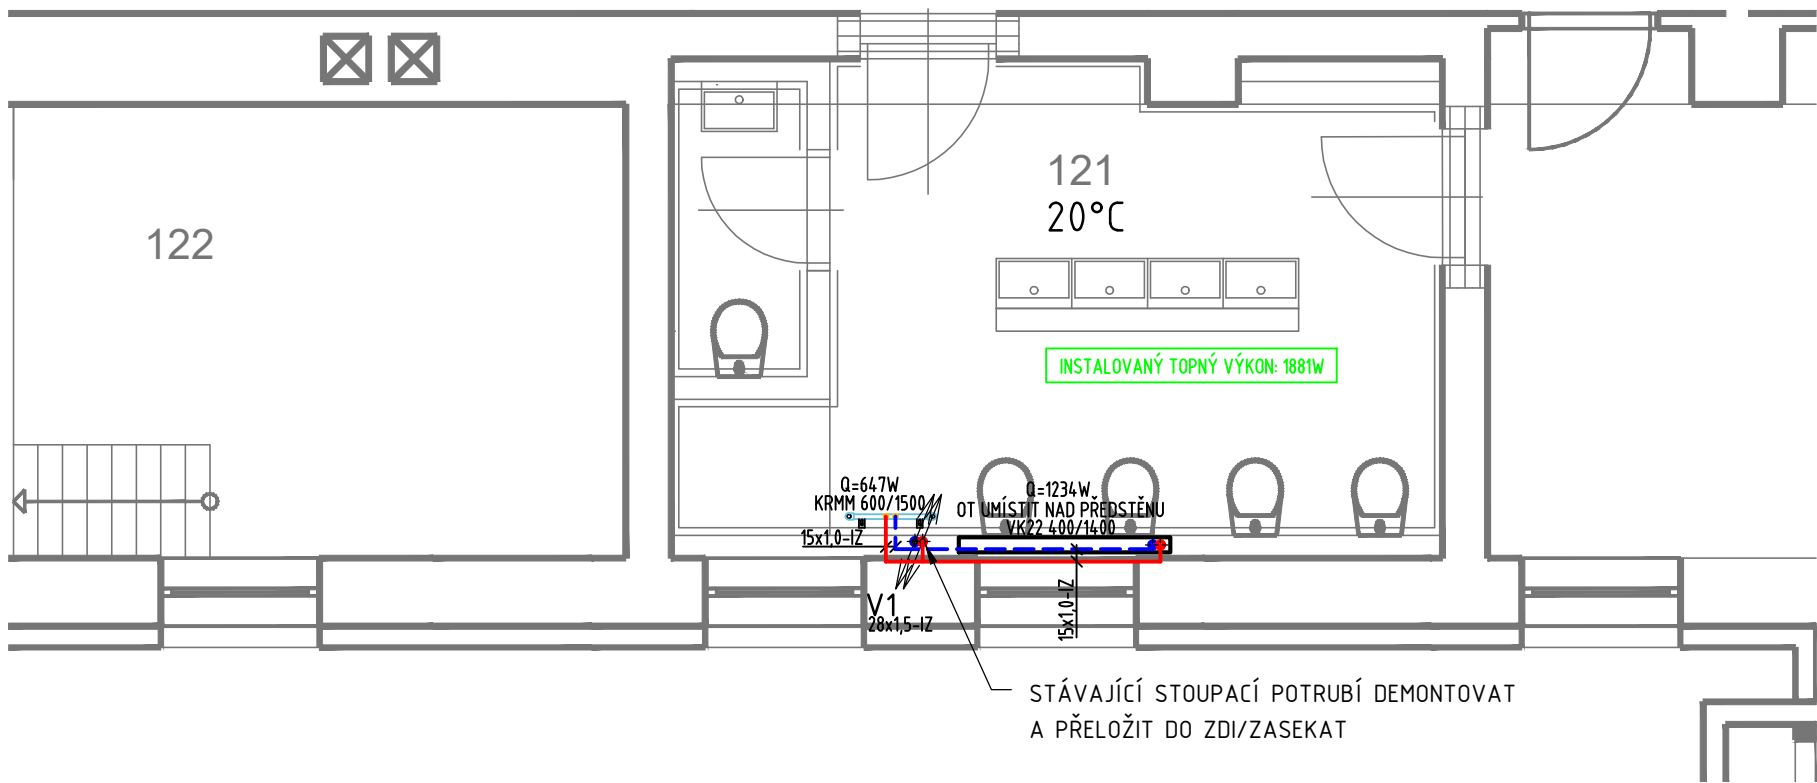 121
20°C
122
INSTALOVANÝ TOPNÝ VÝKON: 1881W
Q=647W
KRMM 600/1500
15x1,0-IZ
Q=1234W
OT UMÍSTIT NAD PŘEDSTĚNU
VK22 400/1400
V1
28x1,5-IZ
15x1,0-IZ
STÁVAJÍCÍ STOUPACÍ POTRUBÍ DEMONTOVAT
A PŘELOŽIT DO ZDI/ZASEKAT